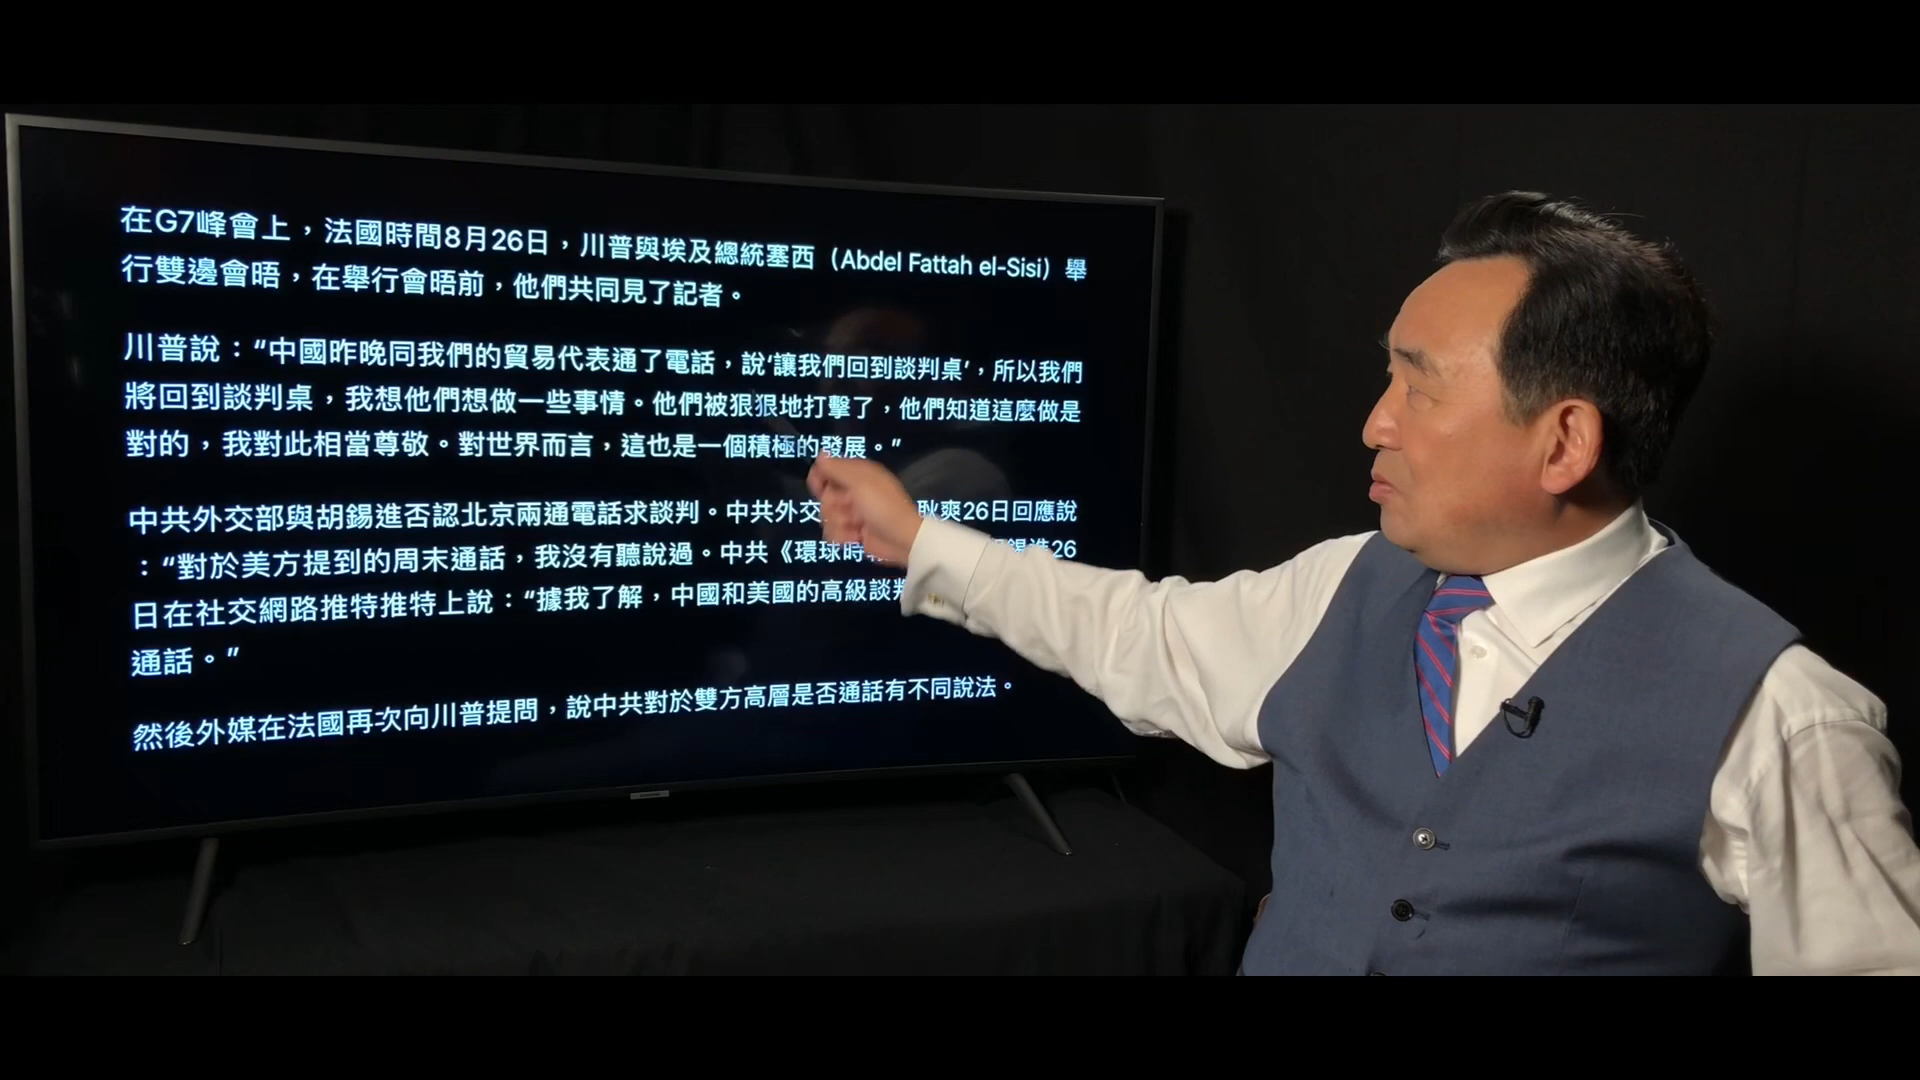 在G7峰會上，法國時間8月26日，川普與埃及總統塞西（Abdel Fattah el-Sisi）舉
行雙邊會晤，在舉行會晤前，他們共同見了記者。
川普說：“中國昨晚同我們的貿易代表通了電話，說‘讓我們回到談判桌’，所以我們
將回到談判桌，我想他們想做一些事情。他們被狠狠地打擊了，他們知道這麼做是
對的，我對此相當尊敬。對世界而言，這也是一個積極的發展。”
中共外交部與胡錫進否認北京兩通電話求談判。中共外交 耿爽26日回應說
：“對於美方提到的周末通話，我沒有聽說過。中共《環球時 26
日在社交網路推特推特上說：“據我了解，中國和美國的高級談判
通話。”
然後外媒在法國再次向川普提問，說中共對於雙方高層是否通話有不同說法。